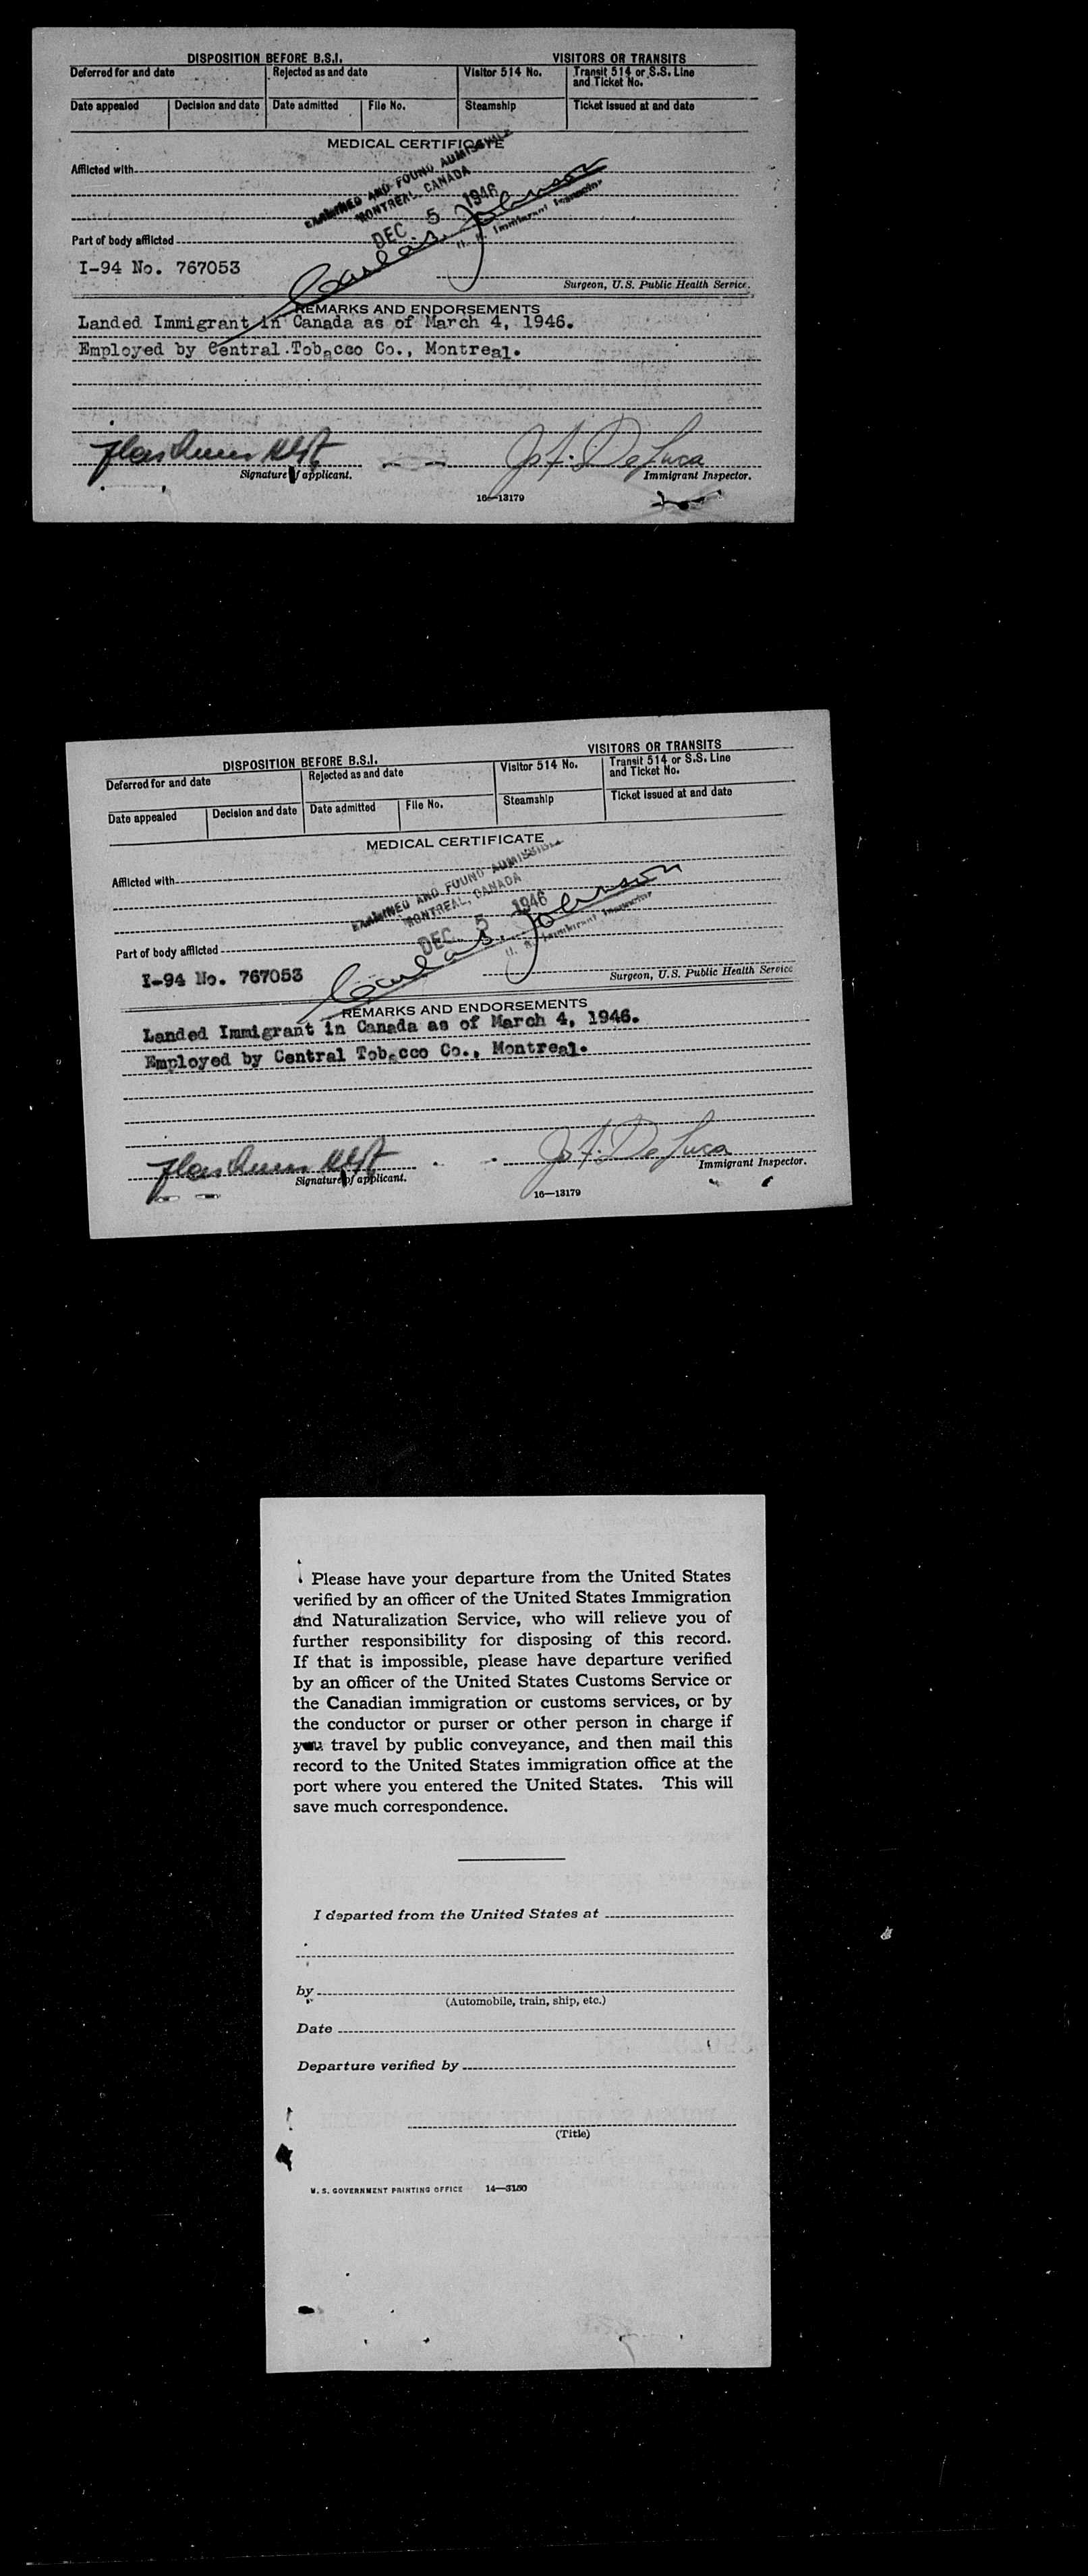 DISPOSITION BEFORE B.S.I. VISITORS OR TRANSITS
Deferred for and date Rejected as and date Visitor 514 No. Transit 514 or S.S. Line and Ticket No.
Date appealed Decision and date Date admitted File No. Steamship Ticket issued at and date
MEDICAL CERTIFICATE
Afflicted with
EXAMINED AND FOUND ADMISSIBLE
MONTREAL, CANADA
DEC 5 1946
Johnson
U. S. Immigrant Inspector
Part of body afflicted
I-94 No. 767053
Surgeon, U.S. Public Health Service.
REMARKS AND ENDORSEMENTS
Landed Immigrant in Canada as of March 4, 1946.
Employed by Central Tobacco Co., Montreal.
De Luca
Signature of applicant. Immigrant Inspector.
16—13179
DISPOSITION BEFORE B.S.I. VISITORS OR TRANSITS
Deferred for and date Rejected as and date Visitor 514 No. Transit 514 or S.S. Line and Ticket No.
Date appealed Decision and date Date admitted File No. Steamship Ticket issued at and date
MEDICAL CERTIFICATE
Afflicted with
EXAMINED AND FOUND ADMISSIBLE
MONTREAL, CANADA
DEC 5 1946
Johnson
U. S. Immigrant Inspector
Part of body afflicted
I-94 No. 767053
Surgeon, U.S. Public Health Service
REMARKS AND ENDORSEMENTS
Landed Immigrant in Canada as of March 4, 1946.
Employed by Central Tobacco Co., Montreal.
De Luca
Signature of applicant. Immigrant Inspector.
16—13179
Please have your departure from the United States
verified by an officer of the United States Immigration
and Naturalization Service, who will relieve you of
further responsibility for disposing of this record.
If that is impossible, please have departure verified
by an officer of the United States Customs Service or
the Canadian immigration or customs services, or by
the conductor or purser or other person in charge if
you travel by public conveyance, and then mail this
record to the United States immigration office at the
port where you entered the United States. This will
save much correspondence.
I departed from the United States at
by
(Automobile, train, ship, etc.)
Date
Departure verified by
(Title)
U. S. GOVERNMENT PRINTING OFFICE 14—3150